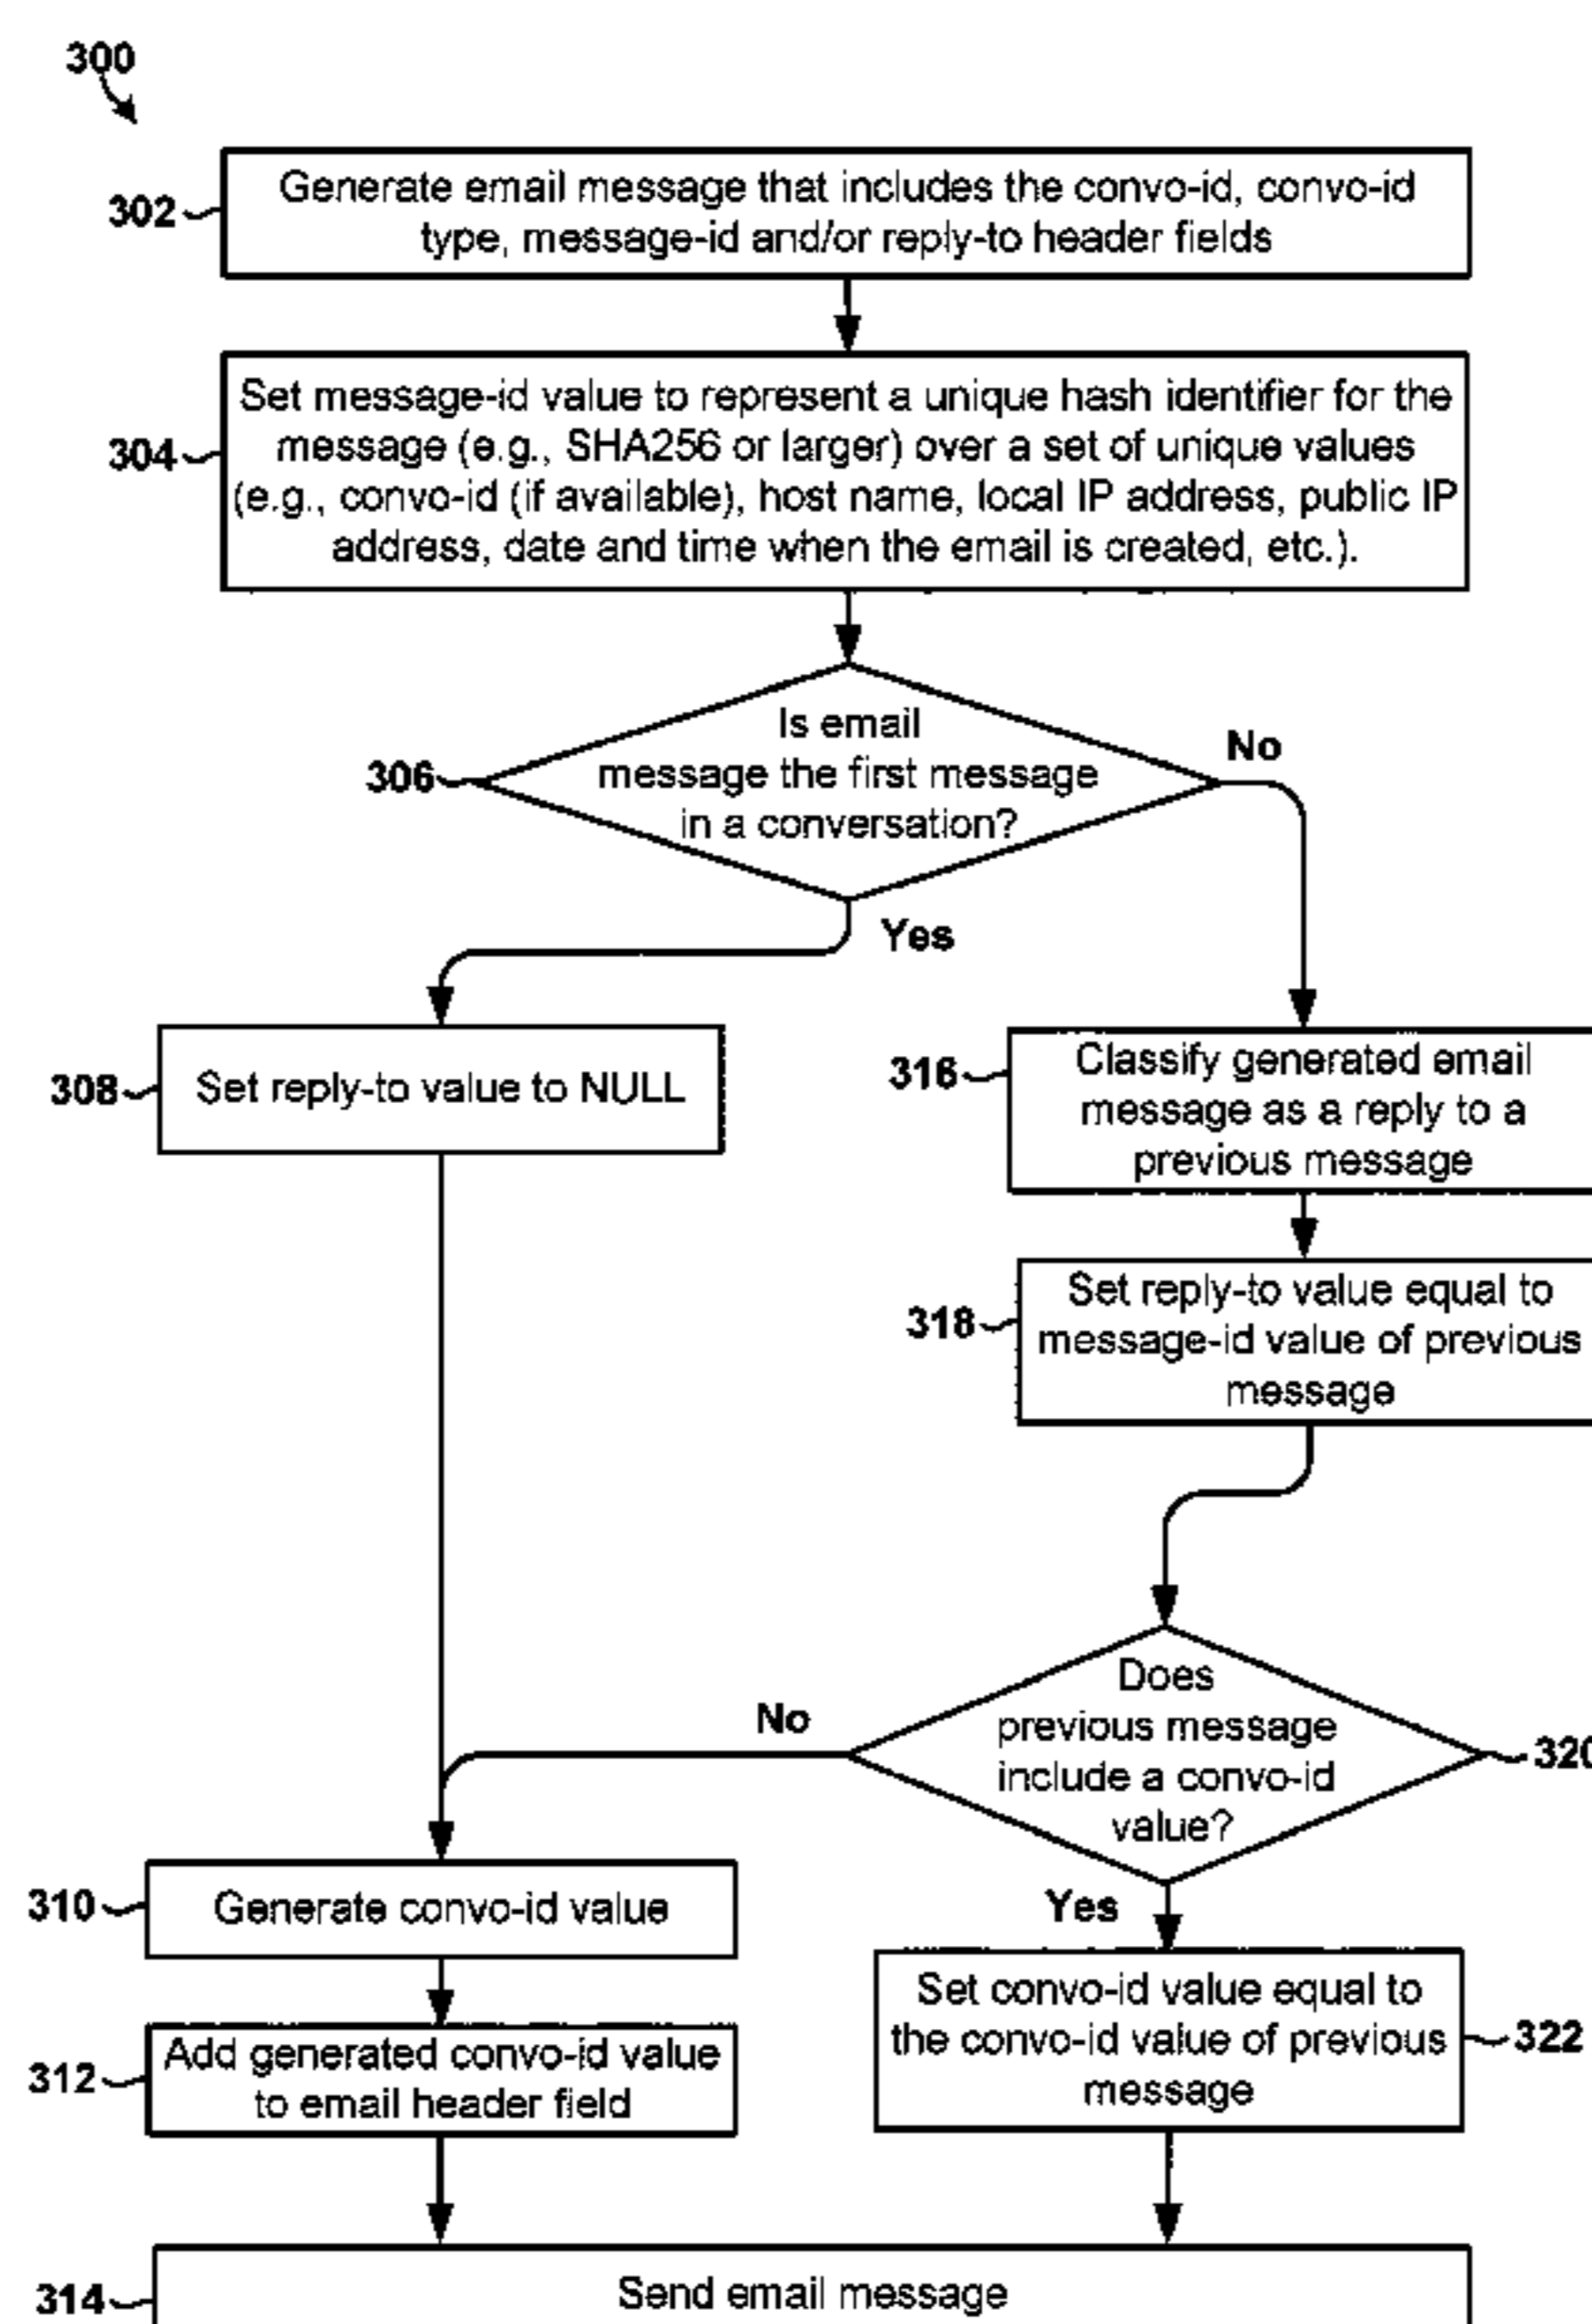 300
302
Generate email message that includes the convo-id, convo-id
type, message-id and/or reply-to header fields
304
Set message-id value to represent a unique hash identifier for the
message (e.g., SHA256 or larger) over a set of unique values
(e.g., convo-id (if available), host name, local IP address, public IP
address, date and time when the email is created, etc.).
306
Is email
message the first message
in a conversation?
No
Yes
308
Set reply-to value to NULL
316
Classify generated email
message as a reply to a
previous message
318
Set reply-to value equal to
message-id value of previous
message
Does
previous message
include a convo-id
value?
320
No
Yes
310
Generate convo-id value
312
Add generated convo-id value
to email header field
Set convo-id value equal to
the convo-id value of previous
message
322
314
Send email message